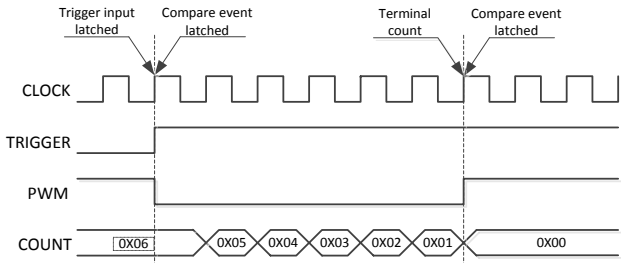 Trigger input latched
Compare event latched
Terminal count
Compare event latched
CLOCK
TRIGGER
PWM
COUNT 0X06 0X05 0X04 0X03 0X02 0X01 0X00